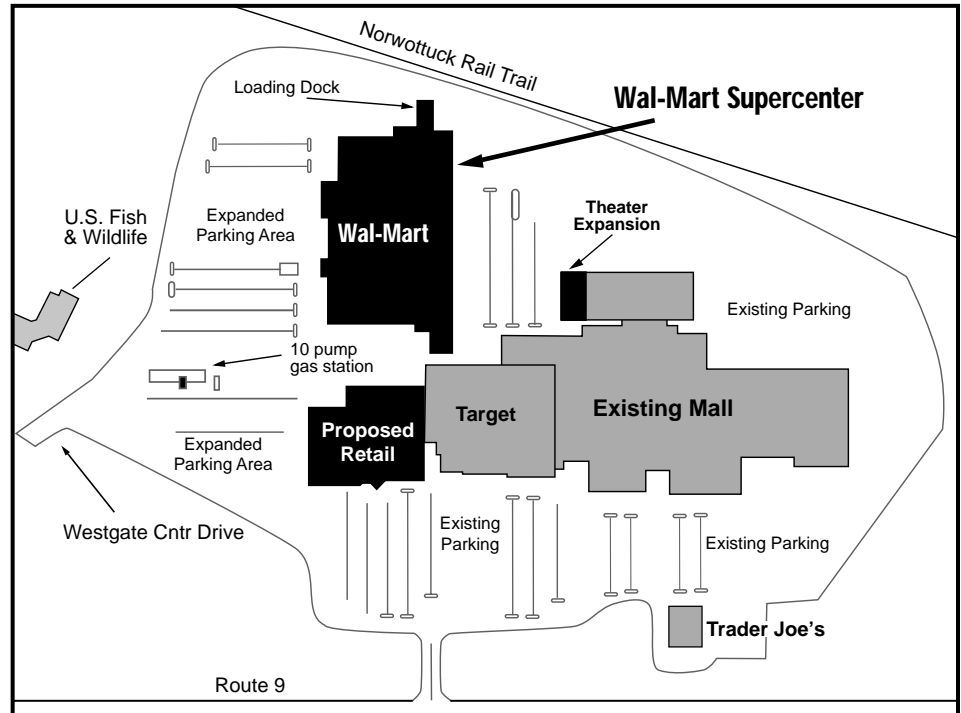 Norwottuck Rail Trail
Loading Dock
Wal-Mart Supercenter
U.S. Fish
& Wildlife
Expanded
Parking Area
Wal-Mart
Theater
Expansion
Existing Parking
10 pump
gas station
Proposed
Retail
Target
Existing Mall
Expanded
Parking Area
Westgate Cntr Drive
Existing
Parking
Existing Parking
Trader Joe's
Route 9